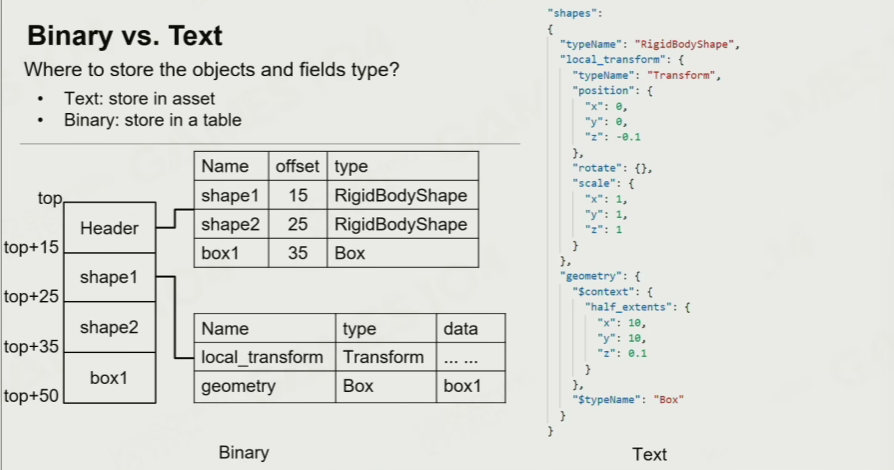 Binary vs. Text
Where to store the objects and fields type?
• Text: store in asset
• Binary: store in a table
Name offset type
shape1 15 RigidBodyShape
shape2 25 RigidBodyShape
box1 35 Box
top
Header
top+15
shape1
top+25
shape2
top+35
box1
top+50
Name type data
local_transform Transform ... ...
geometry Box box1
Binary
"shapes":
{
"typeName": "RigidBodyShape",
"local_transform": {
"typeName": "Transform",
"position": {
"x": 0,
"y": 0,
"z": -0.1
},
"rotate": {},
"scale": {
"x": 1,
"y": 1,
"z": 1
}
},
"geometry": {
"$context": {
"half_extents": {
"x": 10,
"y": 10,
"z": 0.1
}
},
"$typeName": "Box"
}
}
Text